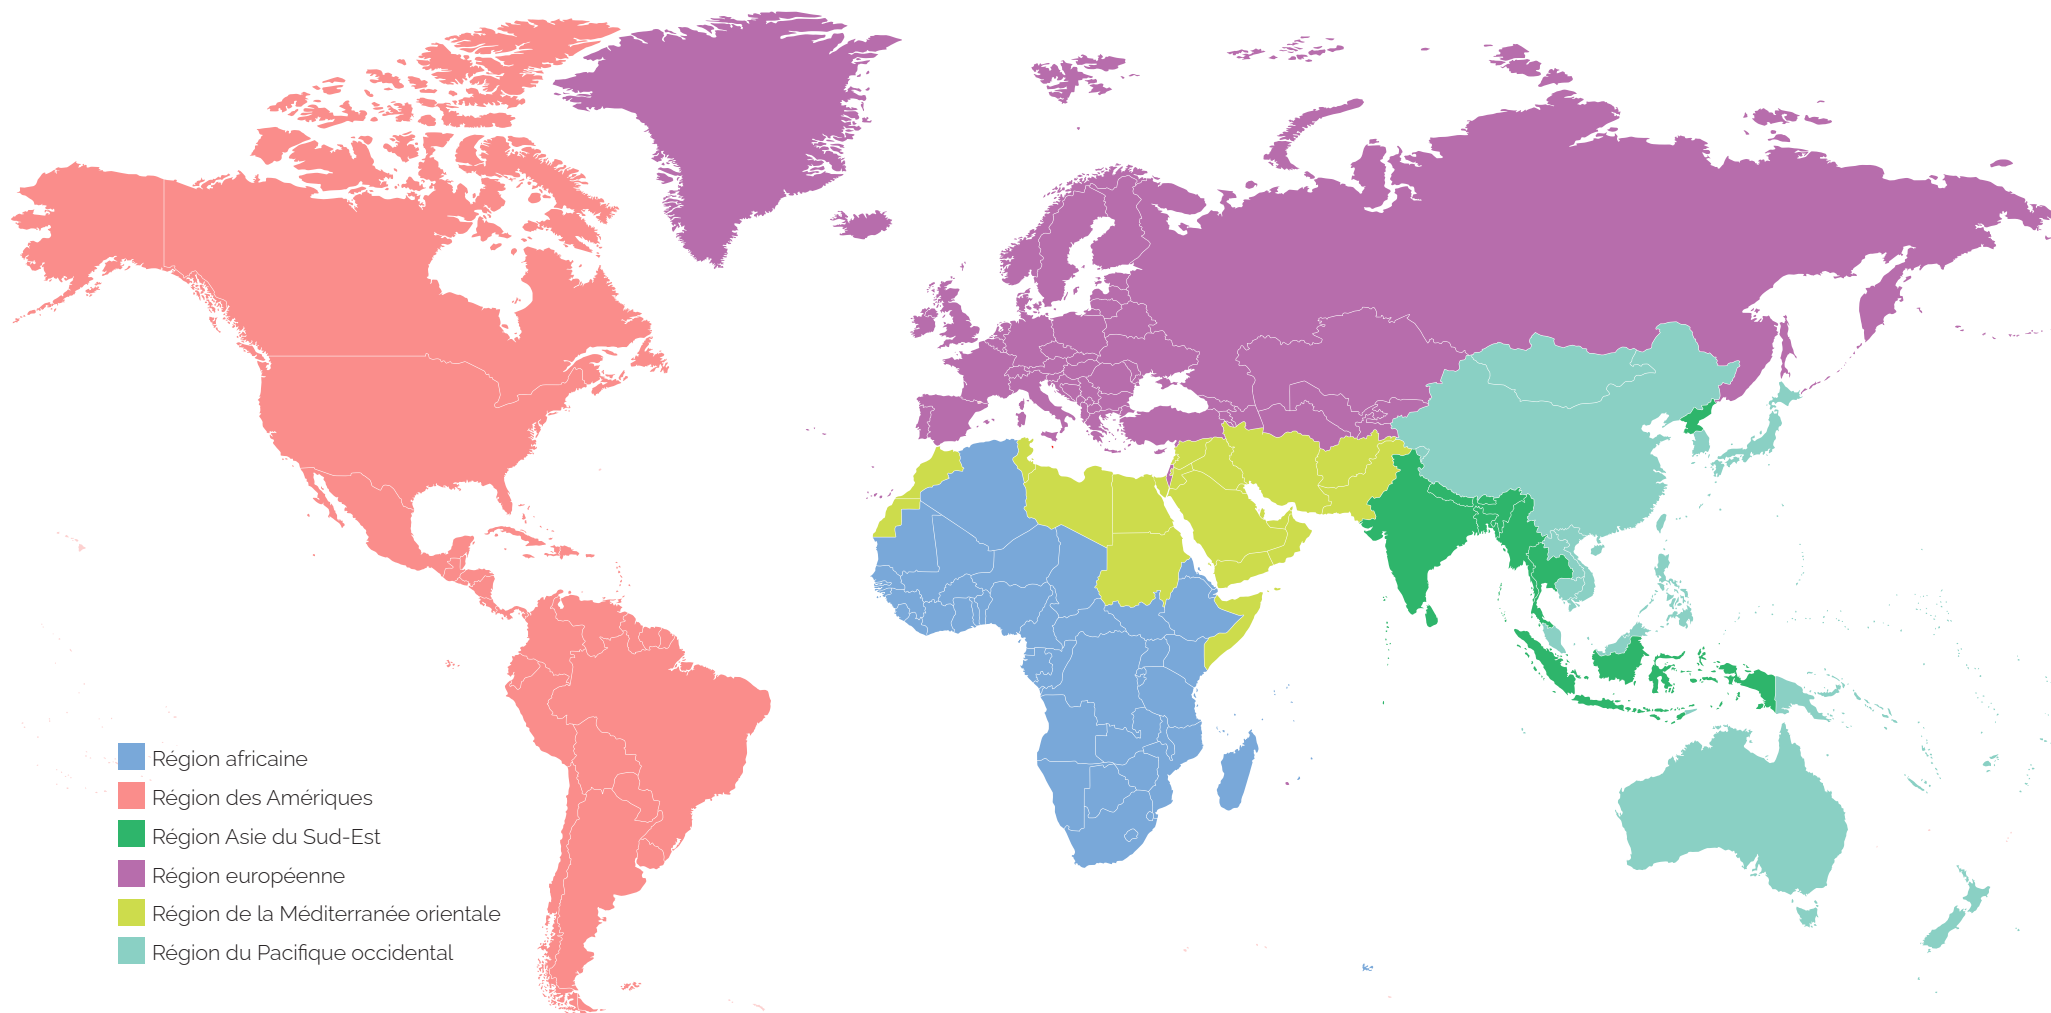 Région africaine
Région des Amériques
Région Asie du Sud-Est
Région européenne
Région de la Méditerranée orientale
Région du Pacifique occidental